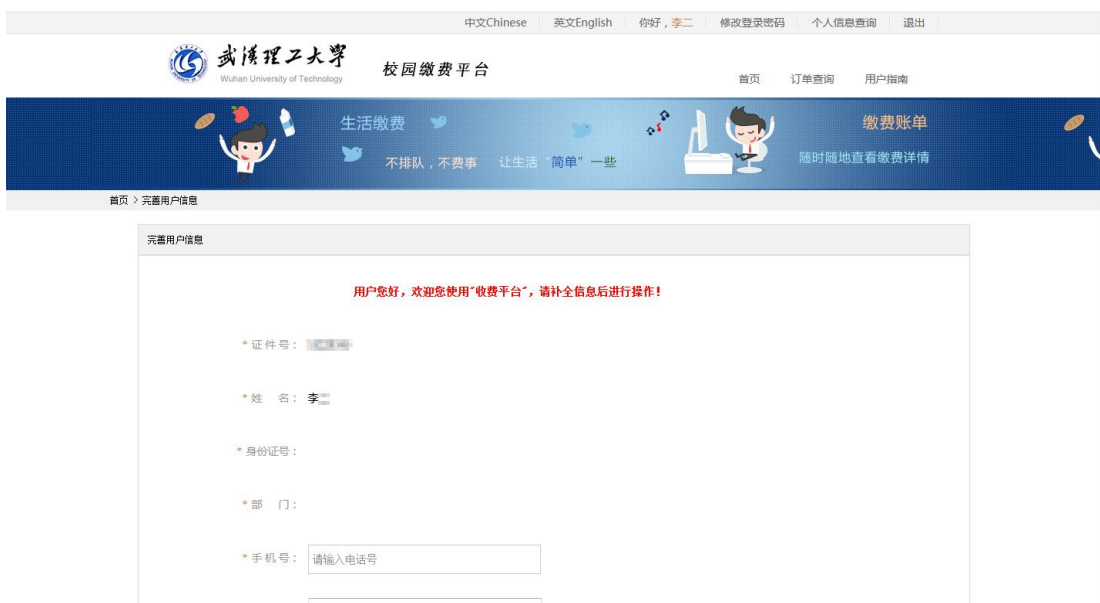 中文Chinese 英文English 你好，李二 修改登录密码 个人信息查询 退出
武汉理工大学
Wuhan University of Technology
校园缴费平台
首页 订单查询 用户指南
生活缴费
不排队，不费事 让生活“简单”一些
缴费账单
随时随地查看缴费详情
首页 > 完善用户信息
完善用户信息
用户您好，欢迎您使用"收费平台"，请补全信息后进行操作！
*证件号：
*姓 名：李
*身份证号：
*部 门：
*手机号：请输入电话号